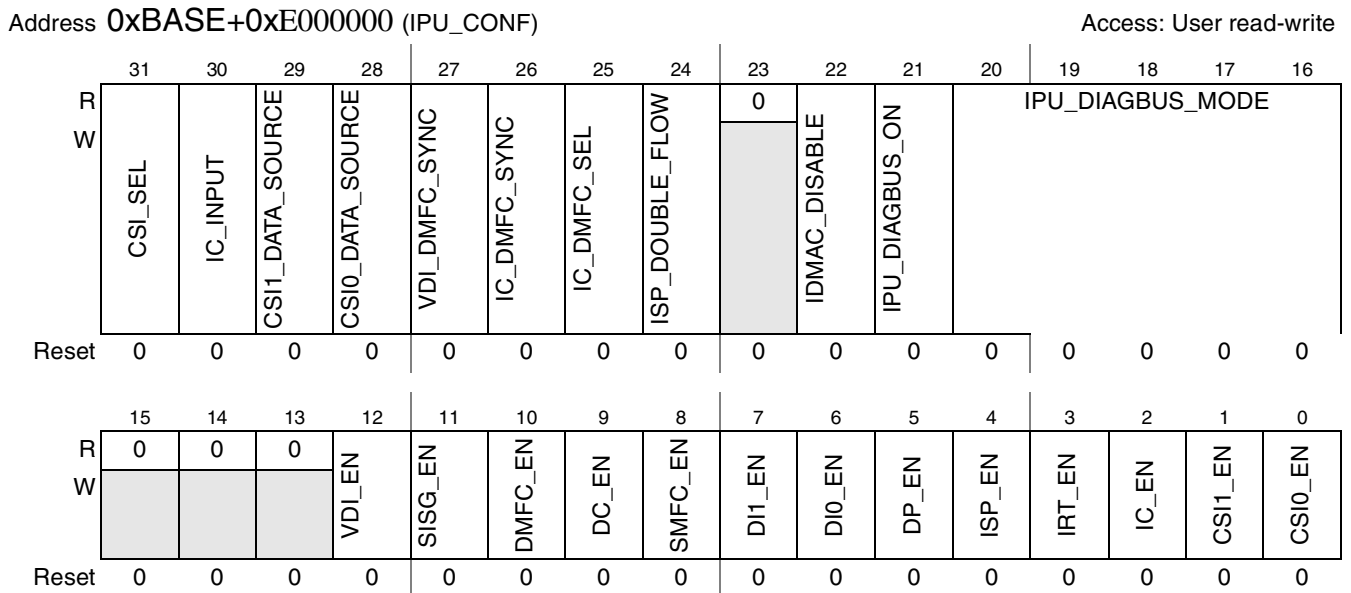 Address 0xBASE+0xE000000 (IPU_CONF) Access: User read-write
31 30 29 28 27 26 25 24 23 22 21 20 19 18 17 16
R CSI_SEL IC_INPUT CSI1_DATA_SOURCE CSI0_DATA_SOURCE VDI_DMFC_SYNC IC_DMFC_SYNC IC_DMFC_SEL ISP_DOUBLE_FLOW 0 IDMAC_DISABLE IPU_DIAGBUS_ON IPU_DIAGBUS_MODE
W
Reset 0 0 0 0 0 0 0 0 0 0 0 0 0 0 0 0
15 14 13 12 11 10 9 8 7 6 5 4 3 2 1 0
R 0 0 0 VDI_EN SISG_EN DMFC_EN DC_EN SMFC_EN DI1_EN DI0_EN DP_EN ISP_EN IRT_EN IC_EN CSI1_EN CSI0_EN
W
Reset 0 0 0 0 0 0 0 0 0 0 0 0 0 0 0 0